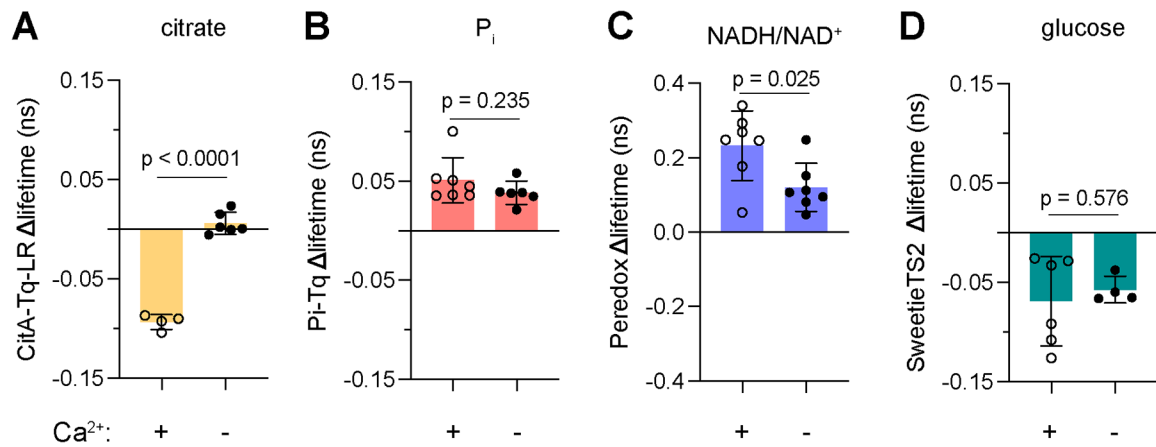 A
citrate
CitA-Tq-LR Δlifetime (ns)
0.15
0.05
-0.05
-0.15
p < 0.0001
B
Pᵢ
Pi-Tq Δlifetime (ns)
0.15
0.05
-0.05
-0.15
p = 0.235
C
NADH/NAD⁺
Peredox Δlifetime (ns)
0.4
0.2
0.0
-0.2
-0.4
p = 0.025
D
glucose
SweetieTS2 Δlifetime (ns)
0.15
0.05
-0.05
-0.15
p = 0.576
Ca²⁺: + - + - + - + -